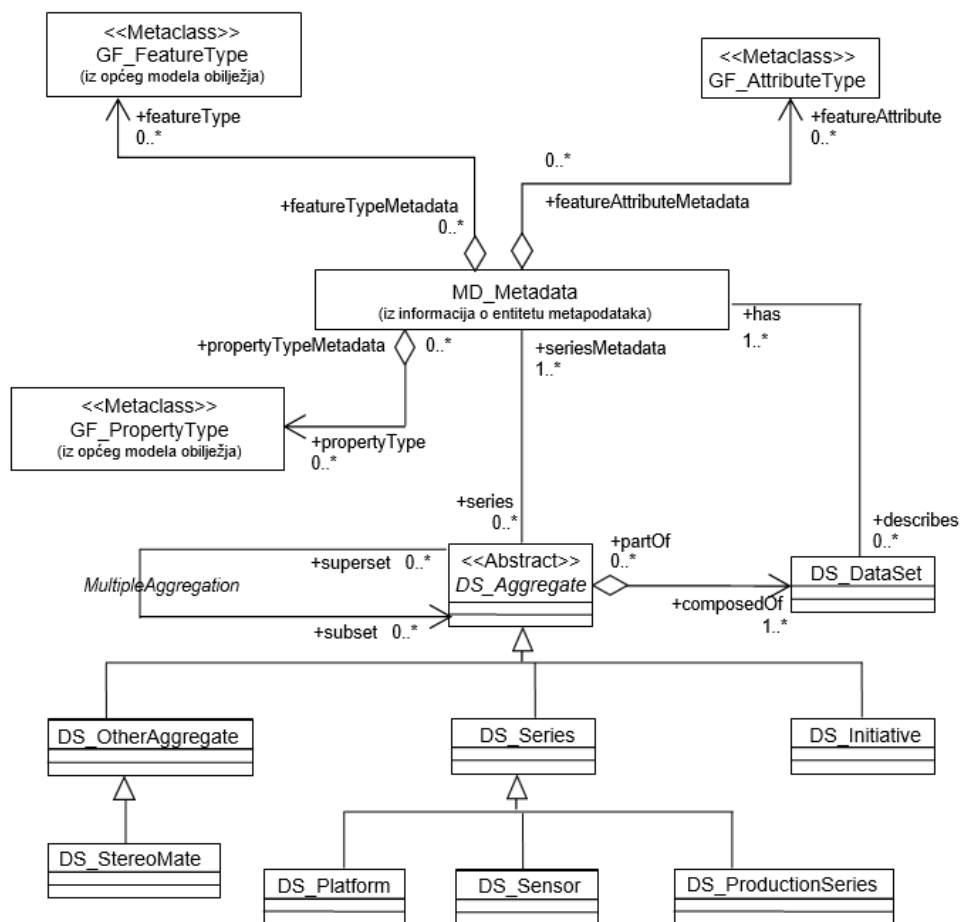 <<Metaclass>>
GF_FeatureType
(iz općeg modela obilježja)
<<Metaclass>>
GF_AttributeType
+featureType
0..*
+featureAttribute
0..*
0..*
+featureTypeMetadata
0..*
+featureAttributeMetadata
MD_Metadata
(iz informacija o entitetu metapodataka)
+propertyTypeMetadata
0..*
+seriesMetadata
1..*
+has
1..*
<<Metaclass>>
GF_PropertyType
(iz općeg modela obilježja)
+propertyType
0..*
+series
0..*
+describes
0..*
+superset 0..*
MultipleAggregation
+subset 0..*
<<Abstract>>
DS_Aggregate
+partOf
0..*
+composedOf
1..*
DS_DataSet
DS_OtherAggregate
DS_Series
DS_Initiative
DS_StereoMate
DS_Platform
DS_Sensor
DS_ProductionSeries